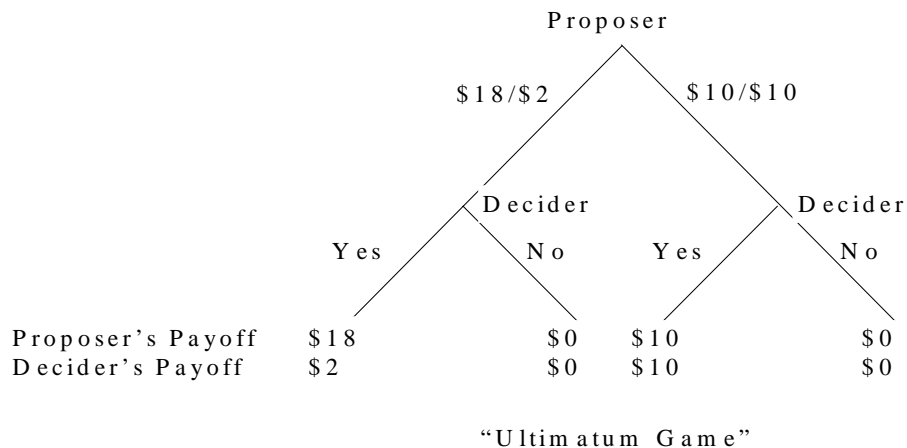 Proposer
$18/$2 $10/$10
Decider Decider
Yes No Yes No
Proposer's Payoff $18 $0 $10 $0
Decider's Payoff $2 $0 $10 $0
“Ultimatum Game”